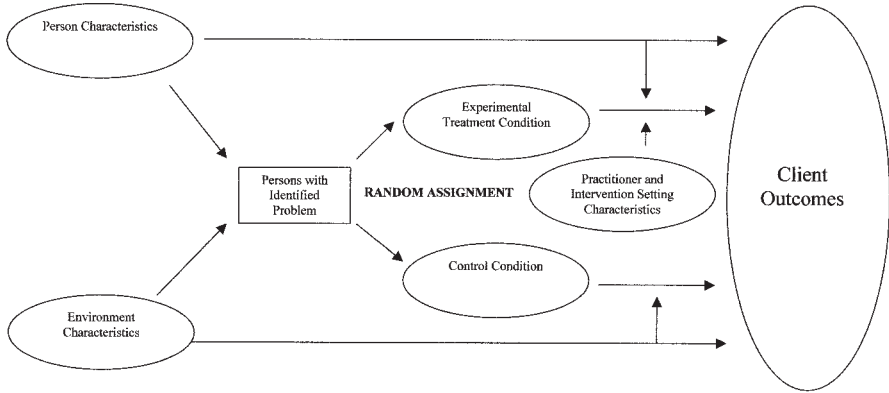 Person Characteristics
Experimental
Treatment Condition
Persons with
Identified
Problem
RANDOM ASSIGNMENT
Practitioner and
Intervention Setting
Characteristics
Client
Outcomes
Control Condition
Environment
Characteristics